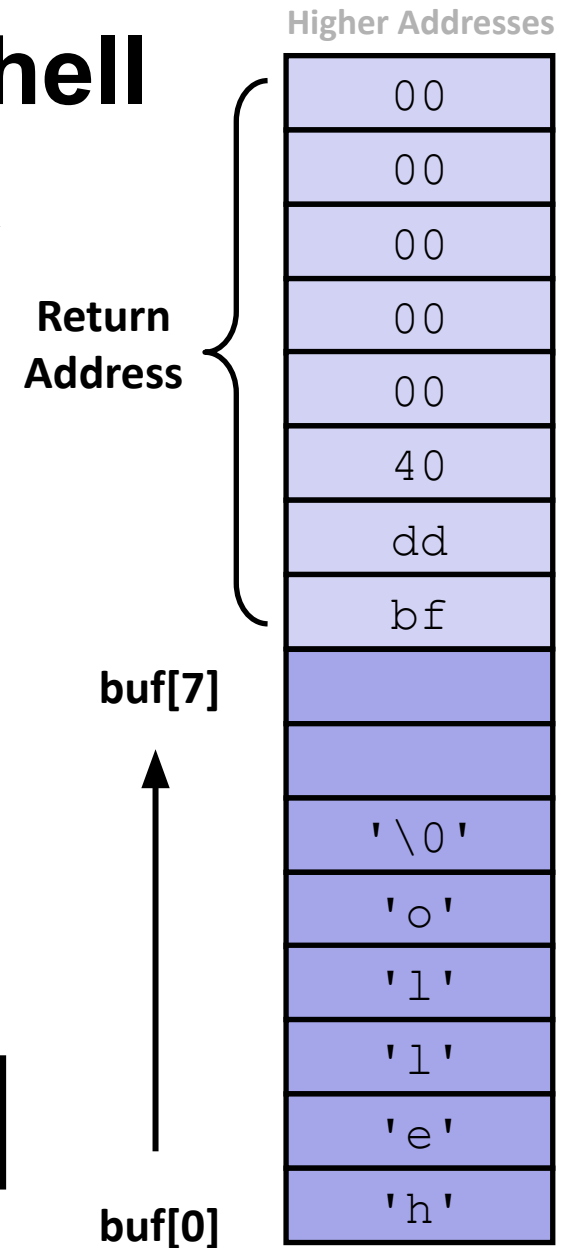 Higher Addresses
hell
00
00
00
00
00
40
dd
bf
Return
Address
buf[7]
'\0'
'o'
'l'
'l'
'e'
'h'
buf[0]